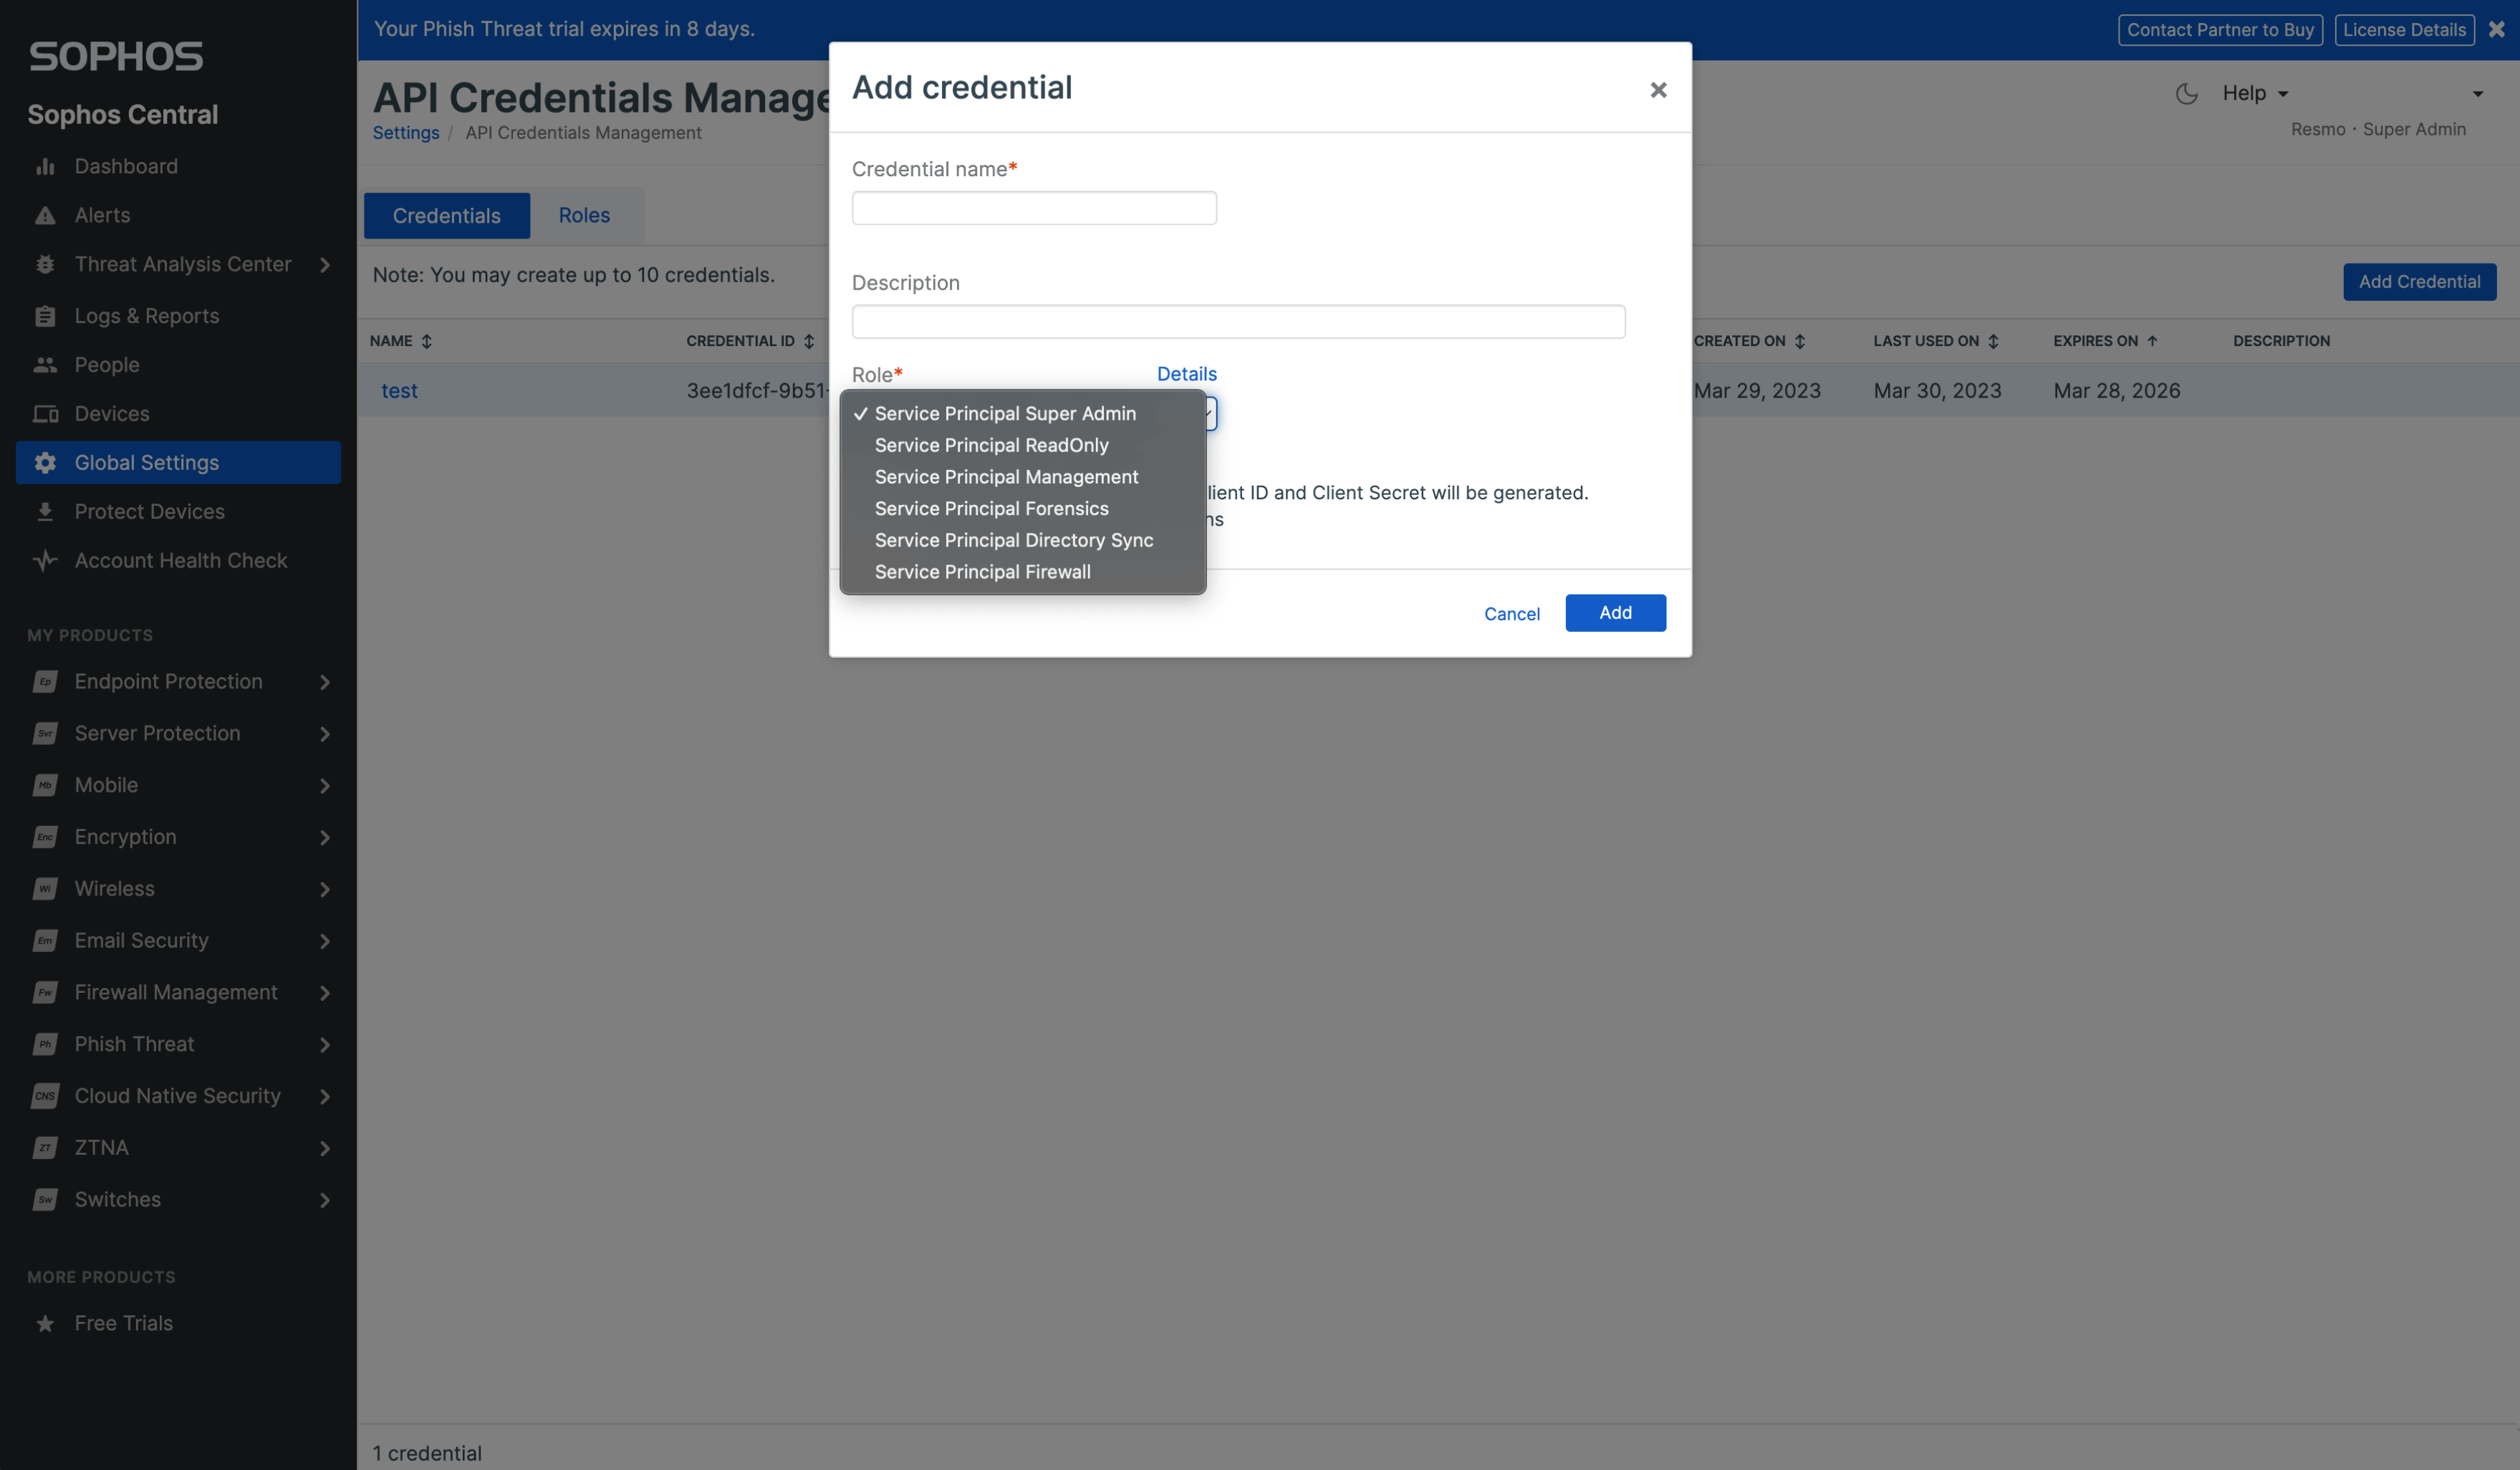 Your Phish Threat trial expires in 8 days.
Contact Partner to Buy
License Details
SOPHOS
Sophos Central
Dashboard
Alerts
Threat Analysis Center
Logs & Reports
People
Devices
Global Settings
Protect Devices
Account Health Check
MY PRODUCTS
Ep Endpoint Protection
Svr Server Protection
Mb Mobile
Enc Encryption
Wi Wireless
Em Email Security
Fw Firewall Management
Ph Phish Threat
CNS Cloud Native Security
ZT ZTNA
Sw Switches
MORE PRODUCTS
Free Trials
API Credentials Manage
Settings / API Credentials Management
Help
Resmo · Super Admin
Credentials
Roles
Note: You may create up to 10 credentials.
Add Credential
NAME
CREDENTIAL ID
CREATED ON
LAST USED ON
EXPIRES ON
DESCRIPTION
test
3ee1dfcf-9b51-
Mar 29, 2023
Mar 30, 2023
Mar 28, 2026
1 credential
Add credential
Credential name*
Description
Role*
Details
✓ Service Principal Super Admin
Service Principal ReadOnly
Service Principal Management
Service Principal Forensics
Service Principal Directory Sync
Service Principal Firewall
lient ID and Client Secret will be generated.
ns
Cancel
Add